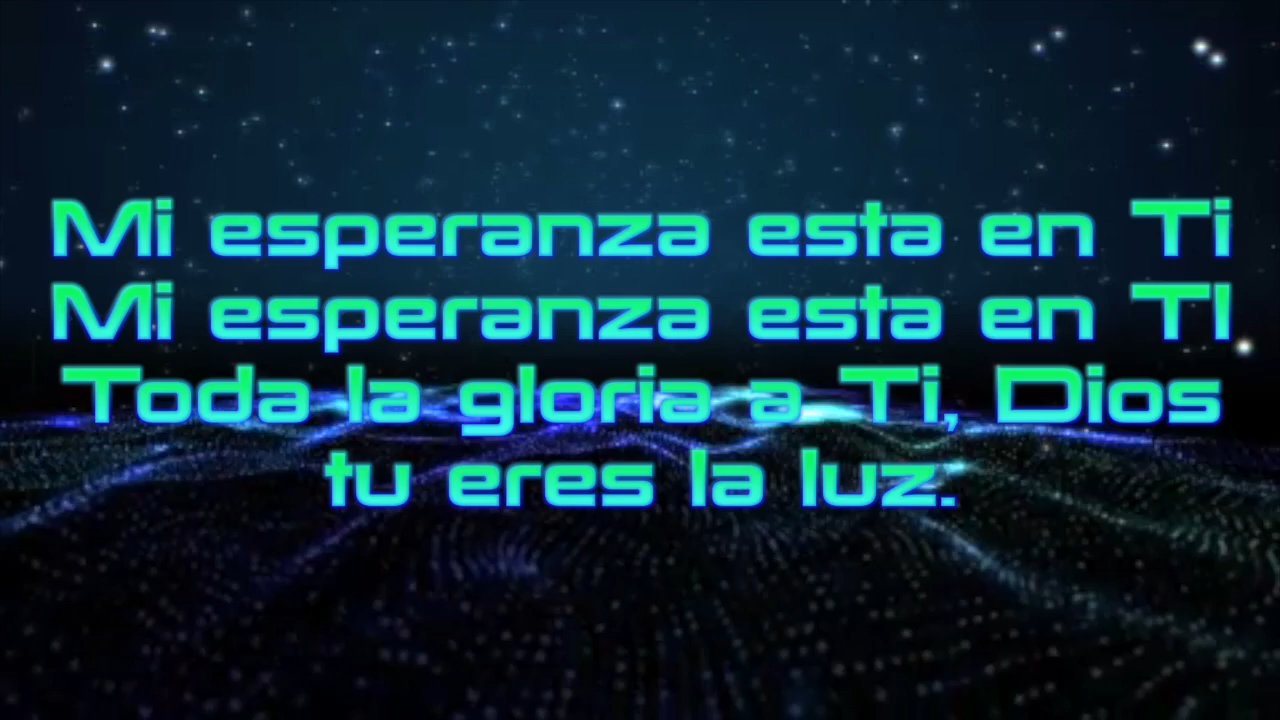 Mi esperanza esta en Ti
Mi esperanza esta en TI
Toda la gloria a Ti, Dios
tu eres la luz.